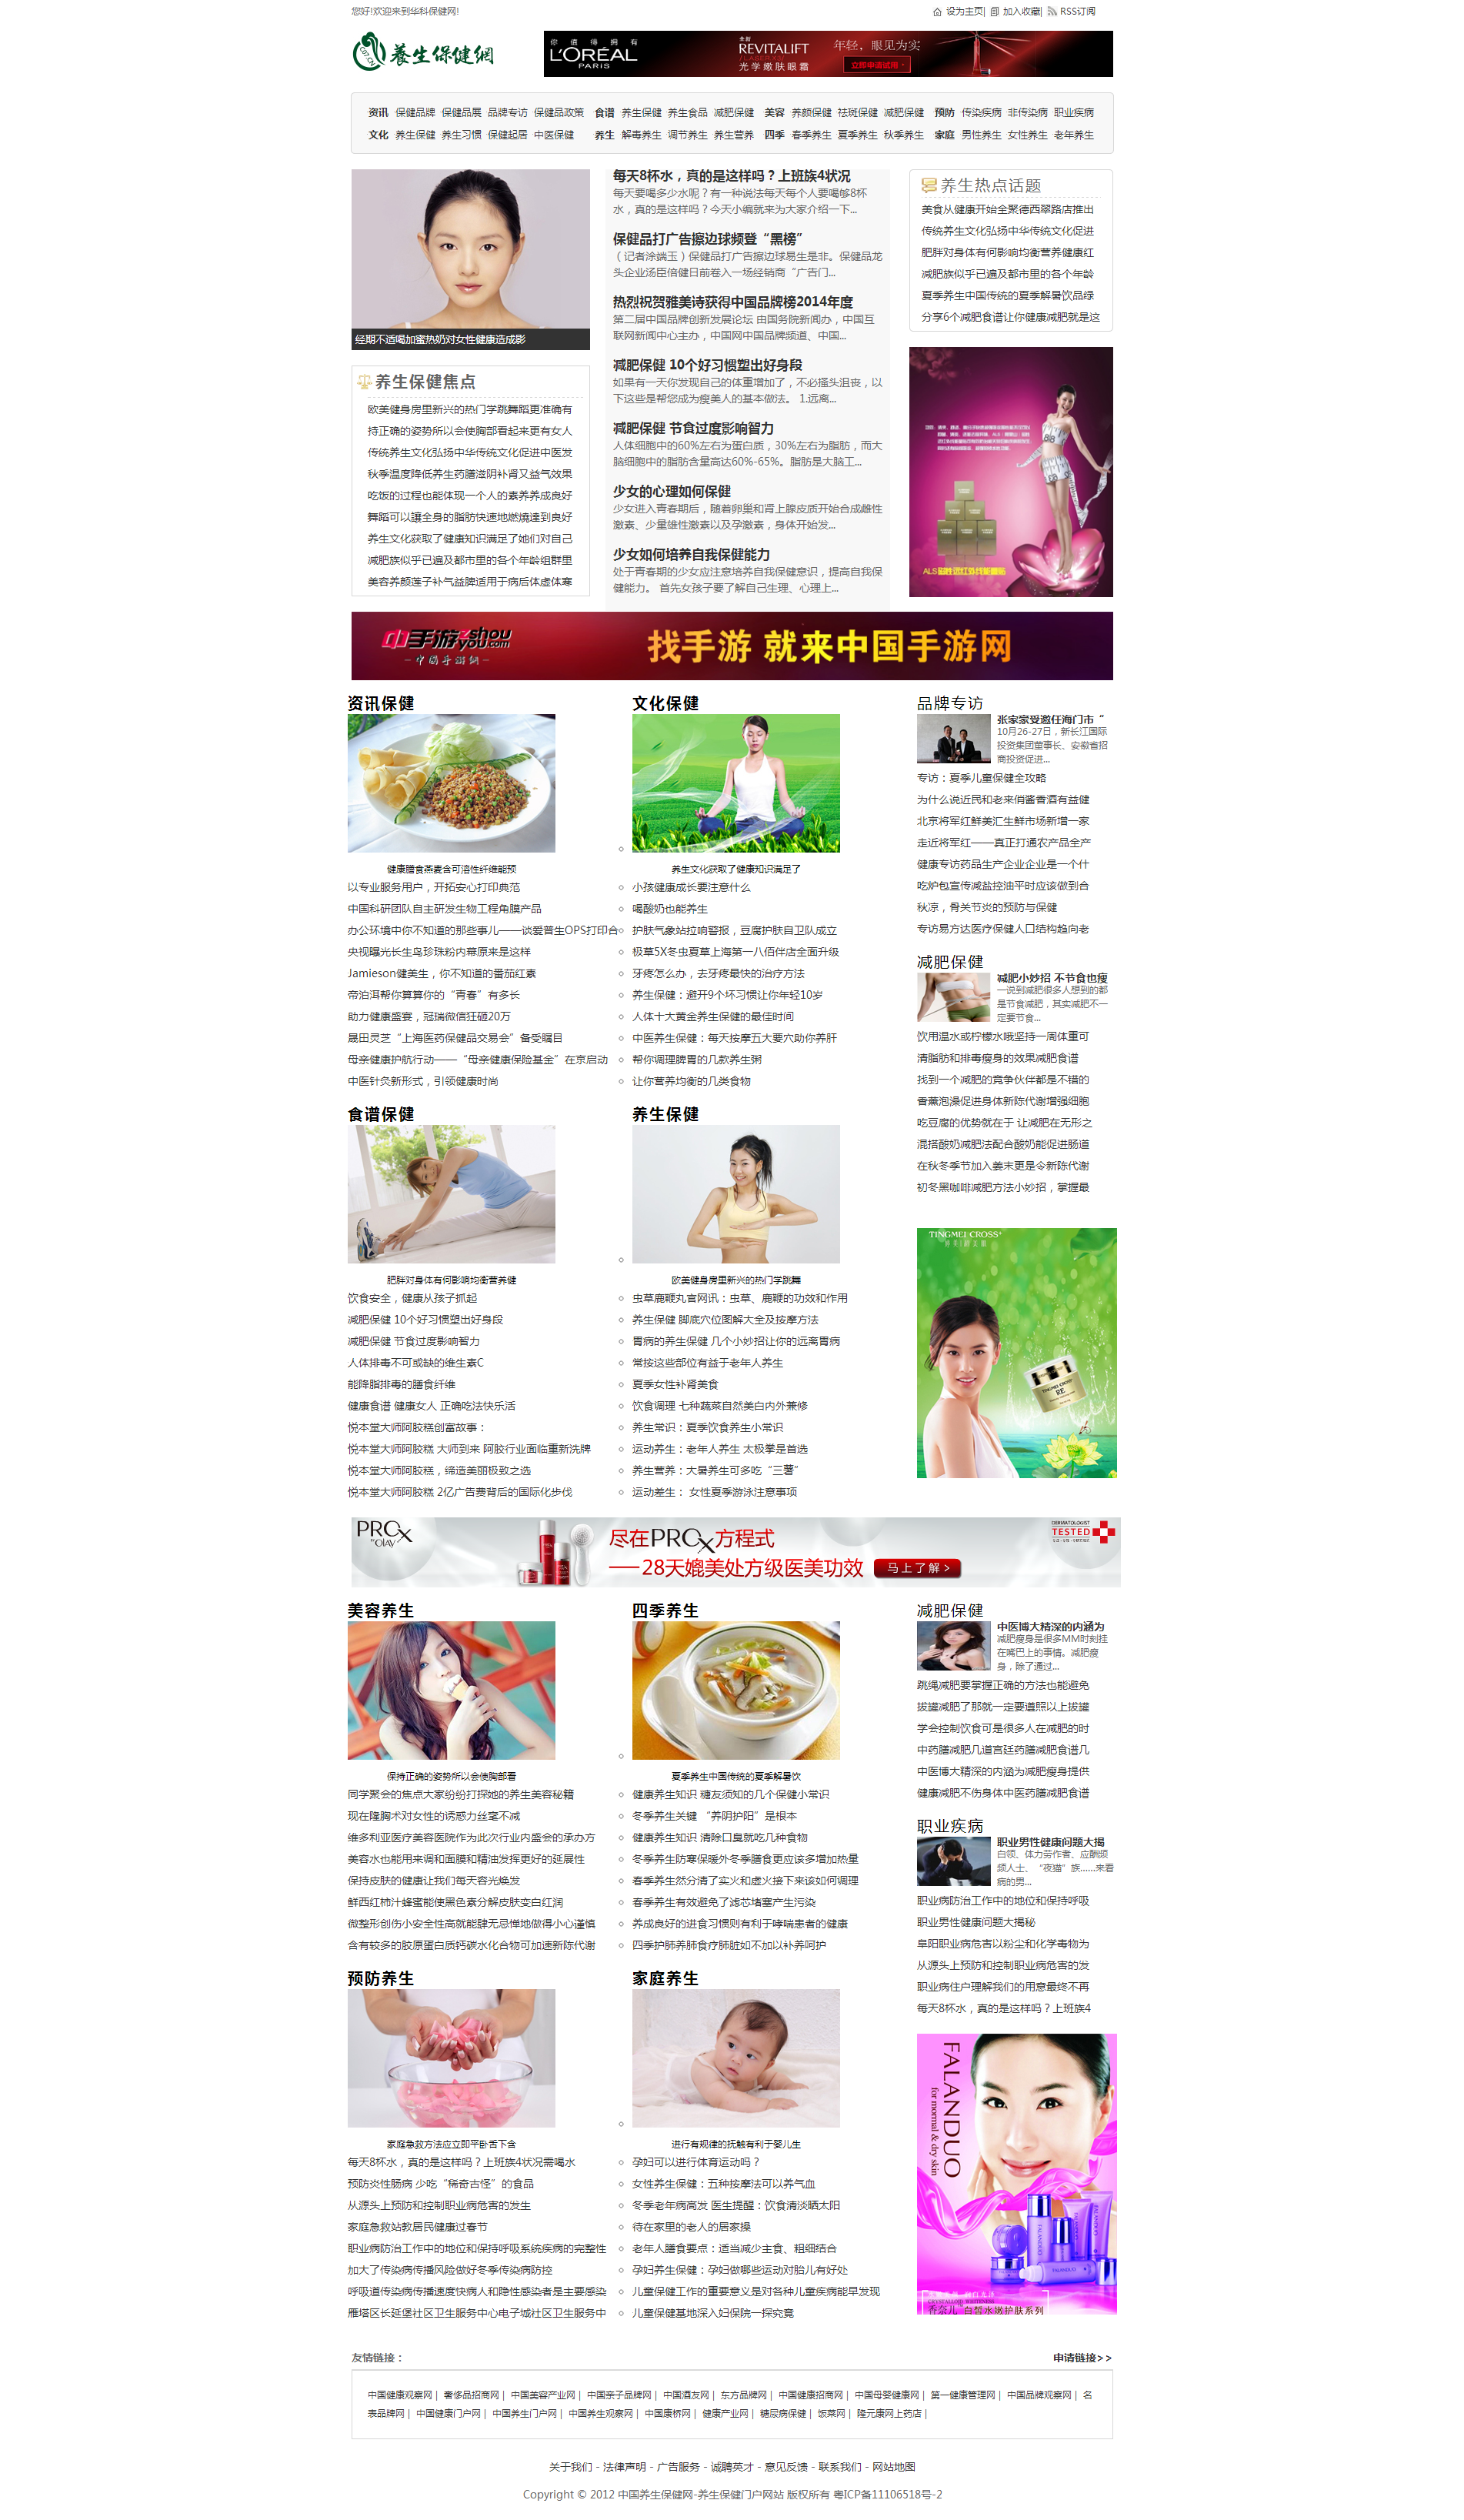 您好!欢迎来到华科保健网!
设为主页| 加入收藏| RSS订阅
養生保健網
你值得拥有
L'ORÉAL
PARIS
全新
REVITALIFT
光学嫩肤眼霜
年轻，眼见为实
立即申请试用
资讯 保健品牌 保健品展 品牌专访 保健品政策 食谱 养生保健 养生食品 减肥保健 美容 养颜保健 祛斑保健 减肥保健 预防 传染疾病 非传染病 职业疾病
文化 养生保健 养生习惯 保健起居 中医保健 养生 解毒养生 调节养生 养生营养 四季 春季养生 夏季养生 秋季养生 家庭 男性养生 女性养生 老年养生
经期不适喝加蜜热奶对女性健康造成影
养生保健焦点
欧美健身房里新兴的热门学跳舞蹈更准确有
持正确的姿势所以会使胸部看起来更有女人
传统养生文化弘扬中华传统文化促进中医发
秋季温度降低养生药膳滋阴补肾又益气效果
吃饭的过程也能体现一个人的素养养成良好
舞蹈可以讓全身的脂肪快速地燃燒達到良好
养生文化获取了健康知识满足了她们对自己
减肥族似乎已遍及都市里的各个年龄组群里
美容养颜莲子补气益脾适用于病后体虚体寒
每天8杯水，真的是这样吗？上班族4状况
每天要喝多少水呢？有一种说法每天每个人要喝够8杯
水，真的是这样吗？今天小编就来为大家介绍一下...
保健品打广告擦边球频登“黑榜”
（记者涂端玉）保健品打广告擦边球易生是非。保健品龙
头企业汤臣倍健日前卷入一场经销商“广告门...
热烈祝贺雅美诗获得中国品牌榜2014年度
第二届中国品牌创新发展论坛 由国务院新闻办，中国互
联网新闻中心主办，中国网中国品牌频道、中国...
减肥保健 10个好习惯塑出好身段
如果有一天你发现自己的体重增加了，不必搔头沮丧，以
下这些是帮您成为瘦美人的基本做法。 1.远离...
减肥保健 节食过度影响智力
人体细胞中的60%左右为蛋白质，30%左右为脂肪，而大
脑细胞中的脂肪含量高达60%-65%。脂肪是大脑工...
少女的心理如何保健
少女进入青春期后，随着卵巢和肾上腺皮质开始合成雌性
激素、少量雄性激素以及孕激素，身体开始发...
少女如何培养自我保健能力
处于青春期的少女应注意培养自我保健意识，提高自我保
健能力。 首先女孩子要了解自己生理、心理上...
养生热点话题
美食从健康开始全聚德西翠路店推出
传统养生文化弘扬中华传统文化促进
肥胖对身体有何影响均衡营养健康红
减肥族似乎已遍及都市里的各个年龄
夏季养生中国传统的夏季解暑饮品绿
分享6个减肥食谱让你健康减肥就是这
中手游 zshouyou.com
中国手游网
找手游 就来中国手游网
资讯保健
健康膳食燕麦含可溶性纤维能预
以专业服务用户，开拓安心打印典范
中国科研团队自主研发生物工程角膜产品
办公环境中你不知道的那些事儿——谈爱普生OPS打印台
央视曝光长生鸟珍珠粉内幕原来是这样
Jamieson健美生，你不知道的番茄红素
帝泊洱帮你算算你的“青春”有多长
助力健康盛宴，冠瑞微信狂砸20万
晟田灵芝“上海医药保健品交易会”备受瞩目
母亲健康护航行动——“母亲健康保险基金”在京启动
中医针灸新形式，引领健康时尚
文化保健
养生文化获取了健康知识满足了
小孩健康成长要注意什么
喝酸奶也能养生
护肤气象站拉响警报，豆腐护肤自卫队成立
极草5X冬虫夏草上海第一八佰伴店全面升级
牙疼怎么办，去牙疼最快的治疗方法
养生保健：避开9个坏习惯让你年轻10岁
人体十大黄金养生保健的最佳时间
中医养生保健：每天按摩五大要穴助你养肝
帮你调理脾胃的几款养生粥
让你营养均衡的几类食物
品牌专访
张家家受邀任海门市“
10月26-27日，新长江国际
投资集团董事长、安徽省招
商投资促进...
专访：夏季儿童保健全攻略
为什么说近民和老来俏酱香酒有益健
北京将军红鲜美汇生鲜市场新增一家
走近将军红——真正打通农产品全产
健康专访药品生产企业企业是一个什
吃炉包宣传减盐控油平时应该做到合
秋凉，骨关节炎的预防与保健
专访易方达医疗保健人口结构趋向老
减肥保健
减肥小妙招 不节食也瘦
一说到减肥很多人想到的都
是节食减肥，其实减肥不一
定要节食...
饮用温水或柠檬水哦坚持一周体重可
清脂肪和排毒瘦身的效果减肥食谱
找到一个减肥的竞争伙伴都是不错的
香薰泡澡促进身体新陈代谢增强细胞
吃豆腐的优势就在于 让减肥在无形之
混搭酸奶减肥法配合酸奶能促进肠道
在秋冬季节加入姜末更是令新陈代谢
初冬黑咖啡减肥方法小妙招，掌握最
食谱保健
肥胖对身体有何影响均衡营养健
饮食安全，健康从孩子抓起
减肥保健 10个好习惯塑出好身段
减肥保健 节食过度影响智力
人体排毒不可或缺的维生素C
能降脂排毒的膳食纤维
健康食谱 健康女人 正确吃法快乐活
悦本堂大师阿胶糕创富故事：
悦本堂大师阿胶糕 大师到来 阿胶行业面临重新洗牌
悦本堂大师阿胶糕，缔造美丽极致之选
悦本堂大师阿胶糕 2亿广告费背后的国际化步伐
养生保健
欧美健身房里新兴的热门学跳舞
虫草鹿鞭丸官网讯：虫草、鹿鞭的功效和作用
养生保健 脚底穴位图解大全及按摩方法
胃病的养生保健 几个小妙招让你的远离胃病
常按这些部位有益于老年人养生
夏季女性补肾美食
饮食调理 七种蔬菜自然美白内外兼修
养生常识：夏季饮食养生小常识
运动养生：老年人养生 太极拳是首选
养生营养：大暑养生可多吃“三薯”
运动差生： 女性夏季游泳注意事项
TINGMEI CROSS
TINGMEI CROSS
RE
PROX
by OLAY
尽在PROX方程式
——28天媲美处方级医美功效
马上了解 >
DERMATOLOGIST
TESTED
美容养生
保持正确的姿势所以会使胸部看
同学聚会的焦点大家纷纷打探她的养生美容秘籍
现在隆胸术对女性的诱惑力丝毫不减
维多利亚医疗美容医院作为此次行业内盛会的承办方
美容水也能用来调和面膜和精油发挥更好的延展性
保持皮肤的健康让我们每天容光焕发
鲜西红柿汁蜂蜜能使黑色素分解皮肤变白红润
微整形创伤小安全性高就能肆无忌惮地做得小心谨慎
含有较多的胶原蛋白质钙碳水化合物可加速新陈代谢
四季养生
夏季养生中国传统的夏季解暑饮
健康养生知识 糖友须知的几个保健小常识
冬季养生关键 “养阴护阳”是根本
健康养生知识 清除口臭就吃几种食物
冬季养生防寒保暖外冬季膳食更应该多增加热量
春季养生然分清了实火和虚火接下来该如何调理
春季养生有效避免了滤芯堵塞产生污染
养成良好的进食习惯则有利于哮喘患者的健康
四季护肺养肺食疗肺脏如不加以补养呵护
减肥保健
中医博大精深的内涵为
减肥瘦身是很多MM时刻挂
在嘴巴上的事情。减肥瘦
身，除了通过...
跳绳减肥要掌握正确的方法也能避免
拔罐减肥了那就一定要遵照以上拔罐
学会控制饮食可是很多人在减肥的时
中药膳减肥几道宫廷药膳减肥食谱几
中医博大精深的内涵为减肥瘦身提供
健康减肥不伤身体中医药膳减肥食谱
职业疾病
职业男性健康问题大揭
白领、体力劳作者、应酬频
频人士、“夜猫”族……来看
病的男...
职业病防治工作中的地位和保持呼吸
职业男性健康问题大揭秘
阜阳职业病危害以粉尘和化学毒物为
从源头上预防和控制职业病危害的发
职业病住户理解我们的用意最终不再
每天8杯水，真的是这样吗？上班族4
预防养生
家庭急救方法应立即平卧舌下含
每天8杯水，真的是这样吗？上班族4状况需喝水
预防炎性肠病 少吃“稀奇古怪”的食品
从源头上预防和控制职业病危害的发生
家庭急救站教居民健康过春节
职业病防治工作中的地位和保持呼吸系统疾病的完整性
加大了传染病传播风险做好冬季传染病防控
呼吸道传染病传播速度快病人和隐性感染者是主要感染
雁塔区长延堡社区卫生服务中心电子城社区卫生服务中
家庭养生
进行有规律的抚触有利于婴儿生
孕妇可以进行体育运动吗？
女性养生保健：五种按摩法可以养气血
冬季老年病高发 医生提醒：饮食清淡晒太阳
待在家里的老人的居家操
老年人膳食要点：适当减少主食、粗细结合
孕妇养生保健：孕妇做哪些运动对胎儿有好处
儿童保健工作的重要意义是对各种儿童疾病能早发现
儿童保健基地深入妇保院一探究竟
FALANDUO
for normal & dry skin
香奈儿 白皙水嫩护肤系列
友情链接：
申请链接>>
中国健康观察网 | 奢侈品招商网 | 中国美容产业网 | 中国亲子品牌网 | 中国酒友网 | 东方品牌网 | 中国健康招商网 | 中国母婴健康网 | 第一健康管理网 | 中国品牌观察网 | 名
表品牌网 | 中国健康门户网 | 中国养生门户网 | 中国养生观察网 | 中国康桥网 | 健康产业网 | 糖尿病保健 | 饭菜网 | 隆元康网上药店 |
关于我们 - 法律声明 - 广告服务 - 诚聘英才 - 意见反馈 - 联系我们 - 网站地图
Copyright © 2012 中国养生保健网-养生保健门户网站 版权所有 粤ICP备11106518号-2